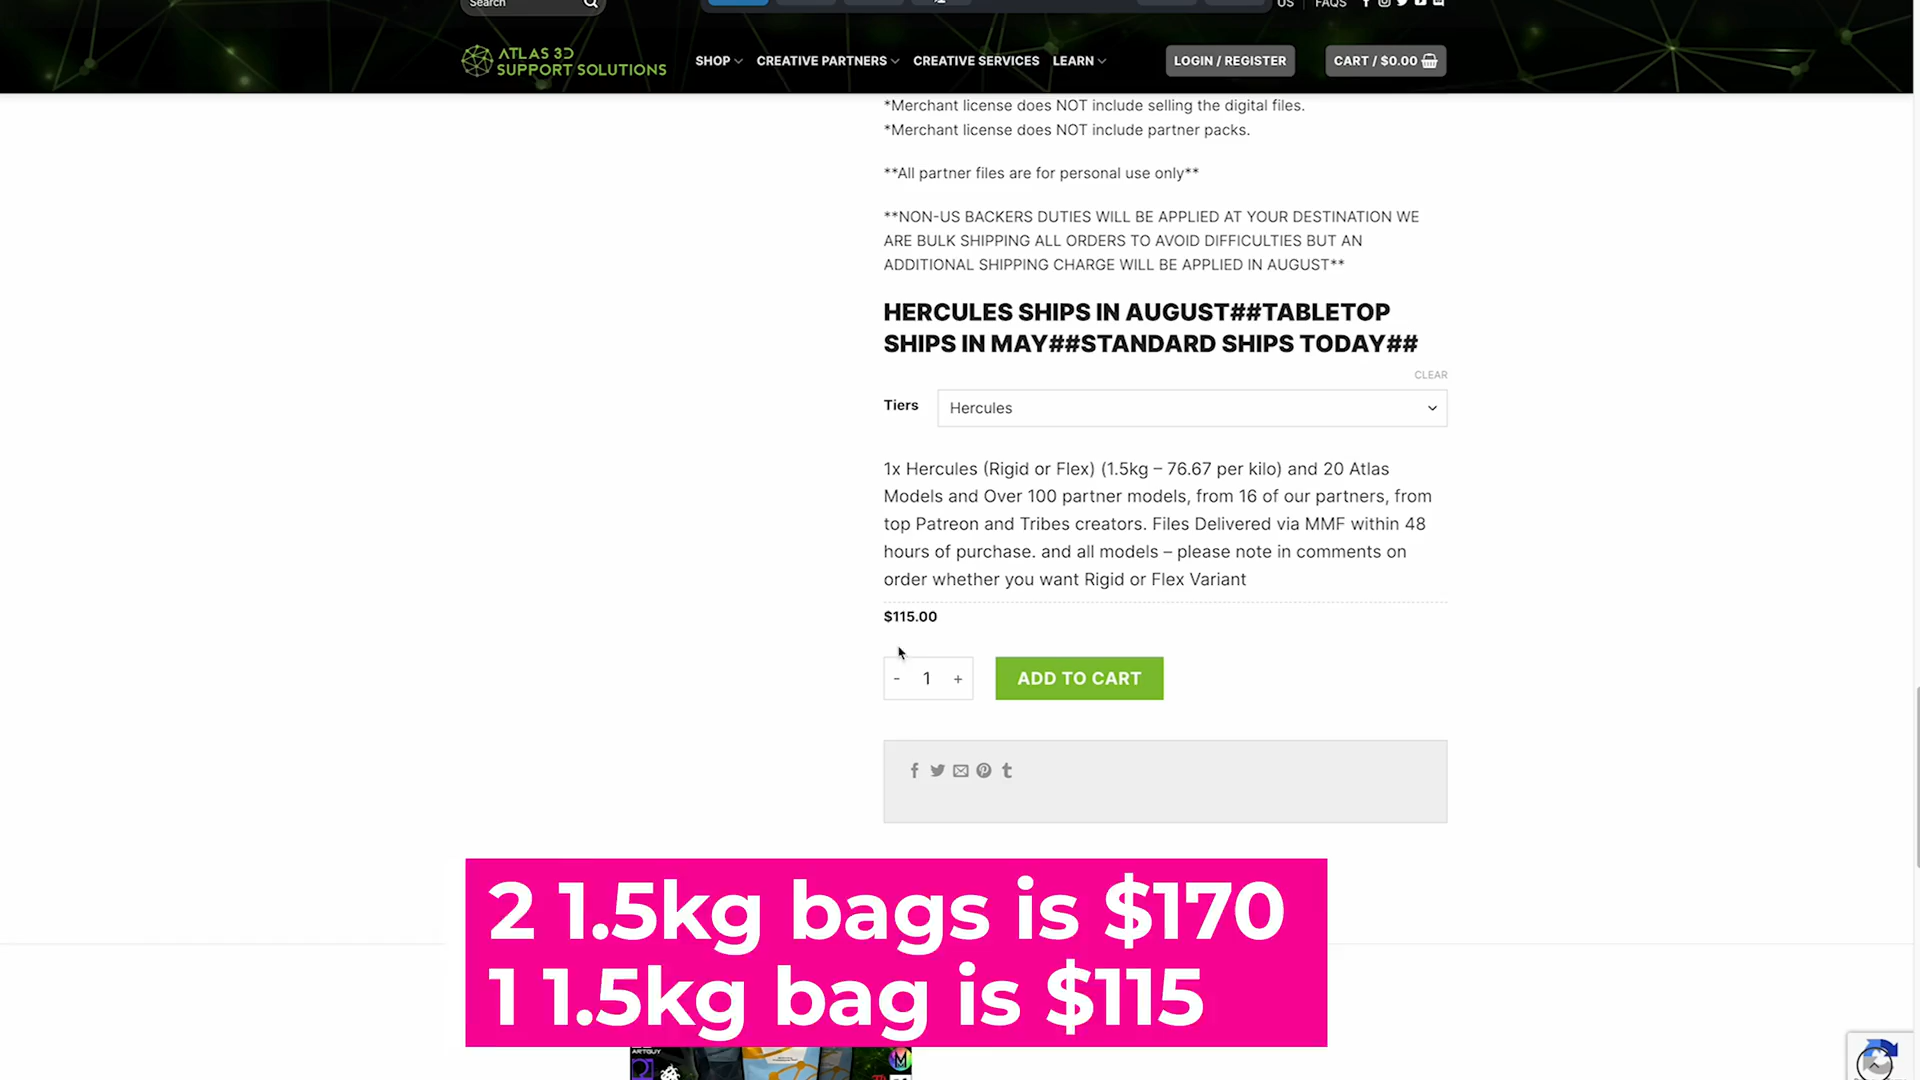 Search
US
FAQS
ATLAS 3D
SUPPORT SOLUTIONS
SHOP
CREATIVE PARTNERS
CREATIVE SERVICES
LEARN
LOGIN / REGISTER
CART / $0.00
*Merchant license does NOT include selling the digital files.
*Merchant license does NOT include partner packs.
**All partner files are for personal use only**
**NON-US BACKERS DUTIES WILL BE APPLIED AT YOUR DESTINATION WE
ARE BULK SHIPPING ALL ORDERS TO AVOID DIFFICULTIES BUT AN
ADDITIONAL SHIPPING CHARGE WILL BE APPLIED IN AUGUST**
HERCULES SHIPS IN AUGUST##TABLETOP
SHIPS IN MAY##STANDARD SHIPS TODAY##
CLEAR
Tiers
Hercules
1x Hercules (Rigid or Flex) (1.5kg – 76.67 per kilo) and 20 Atlas
Models and Over 100 partner models, from 16 of our partners, from
top Patreon and Tribes creators. Files Delivered via MMF within 48
hours of purchase. and all models – please note in comments on
order whether you want Rigid or Flex Variant
$115.00
- 1 +
ADD TO CART
2 1.5kg bags is $170
1 1.5kg bag is $115
ARTGUY